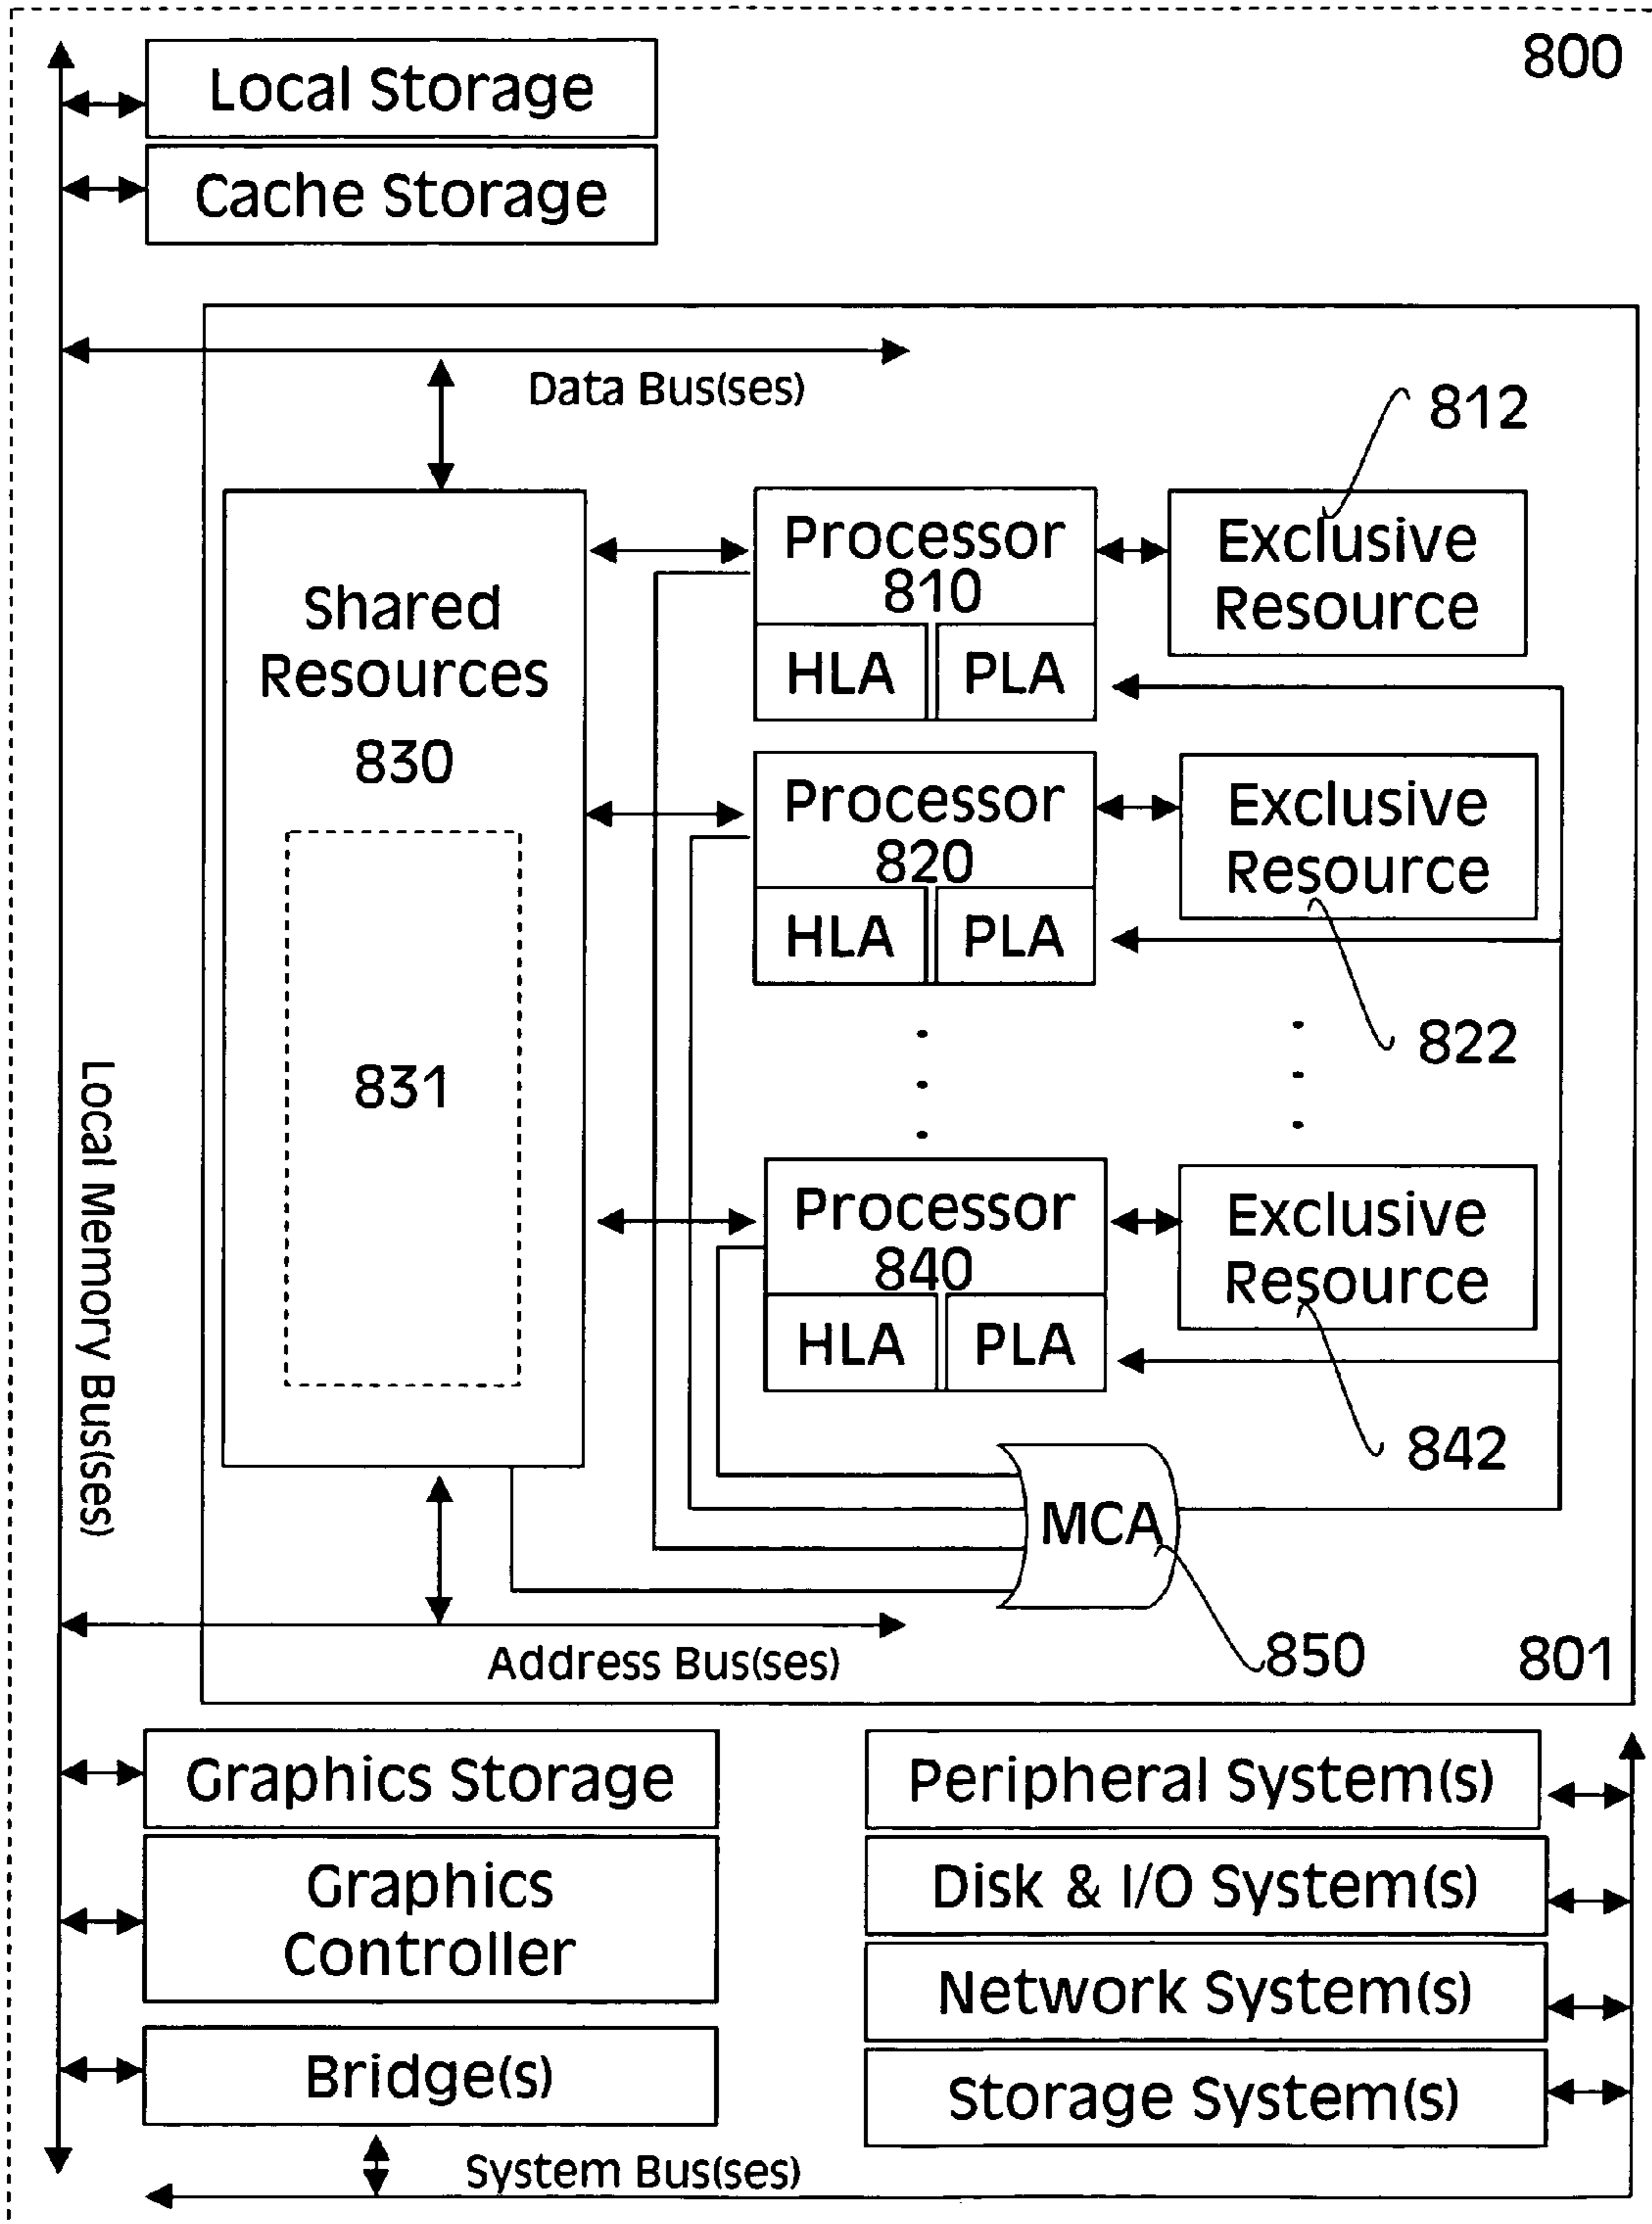 800
Local Storage
Cache Storage
Data Bus(ses)
812
Shared
Resources
830
831
Processor
810
HLA PLA
Exclusive
Resource
Processor
820
HLA PLA
Exclusive
Resource
822
Processor
840
HLA PLA
Exclusive
Resource
842
MCA
850
801
Address Bus(ses)
Local Memory Bus(ses)
Graphics Storage
Graphics
Controller
Bridge(s)
Peripheral System(s)
Disk & I/O System(s)
Network System(s)
Storage System(s)
System Bus(ses)